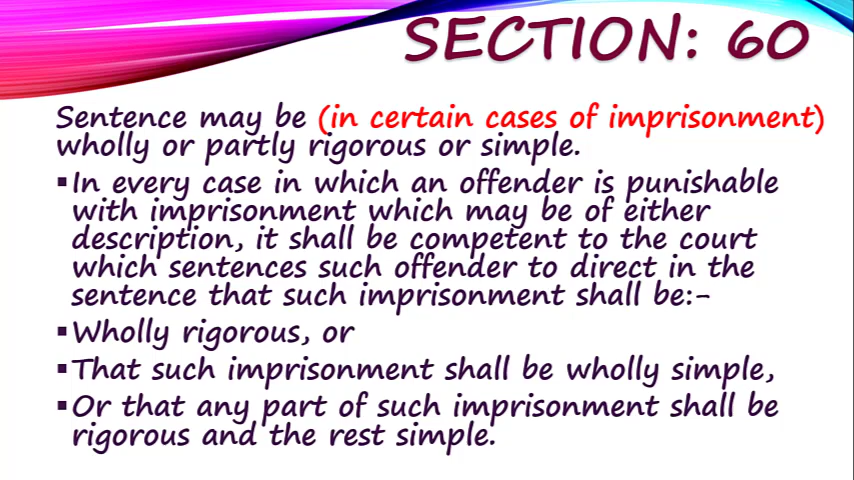 SECTION: 60
Sentence may be (in certain cases of imprisonment)
wholly or partly rigorous or simple.
▪In every case in which an offender is punishable
with imprisonment which may be of either
description, it shall be competent to the court
which sentences such offender to direct in the
sentence that such imprisonment shall be:-
▪Wholly rigorous, or
▪That such imprisonment shall be wholly simple,
▪Or that any part of such imprisonment shall be
rigorous and the rest simple.